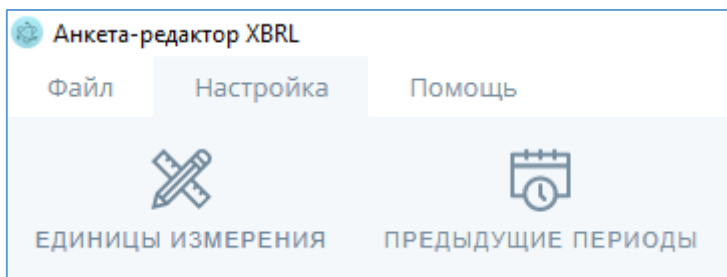 Анкета-редактор XBRL
Файл Настройка Помощь
ЕДИНИЦЫ ИЗМЕРЕНИЯ ПРЕДЫДУЩИЕ ПЕРИОДЫ